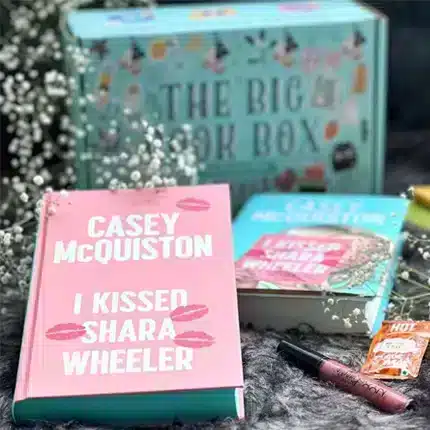 THE BIG
BOOK BOX
CASEY
McQUISTON
I KISSED
SHARA
WHEELER
CASEY McQUISTON
I KISSED
SHARA
WHEELER
HOT